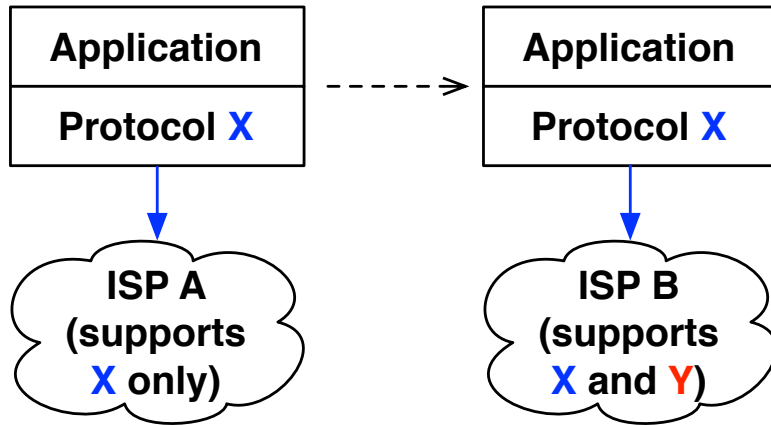 Application
Protocol X
ISP A
(supports
X only)
Application
Protocol X
ISP B
(supports
X and Y)